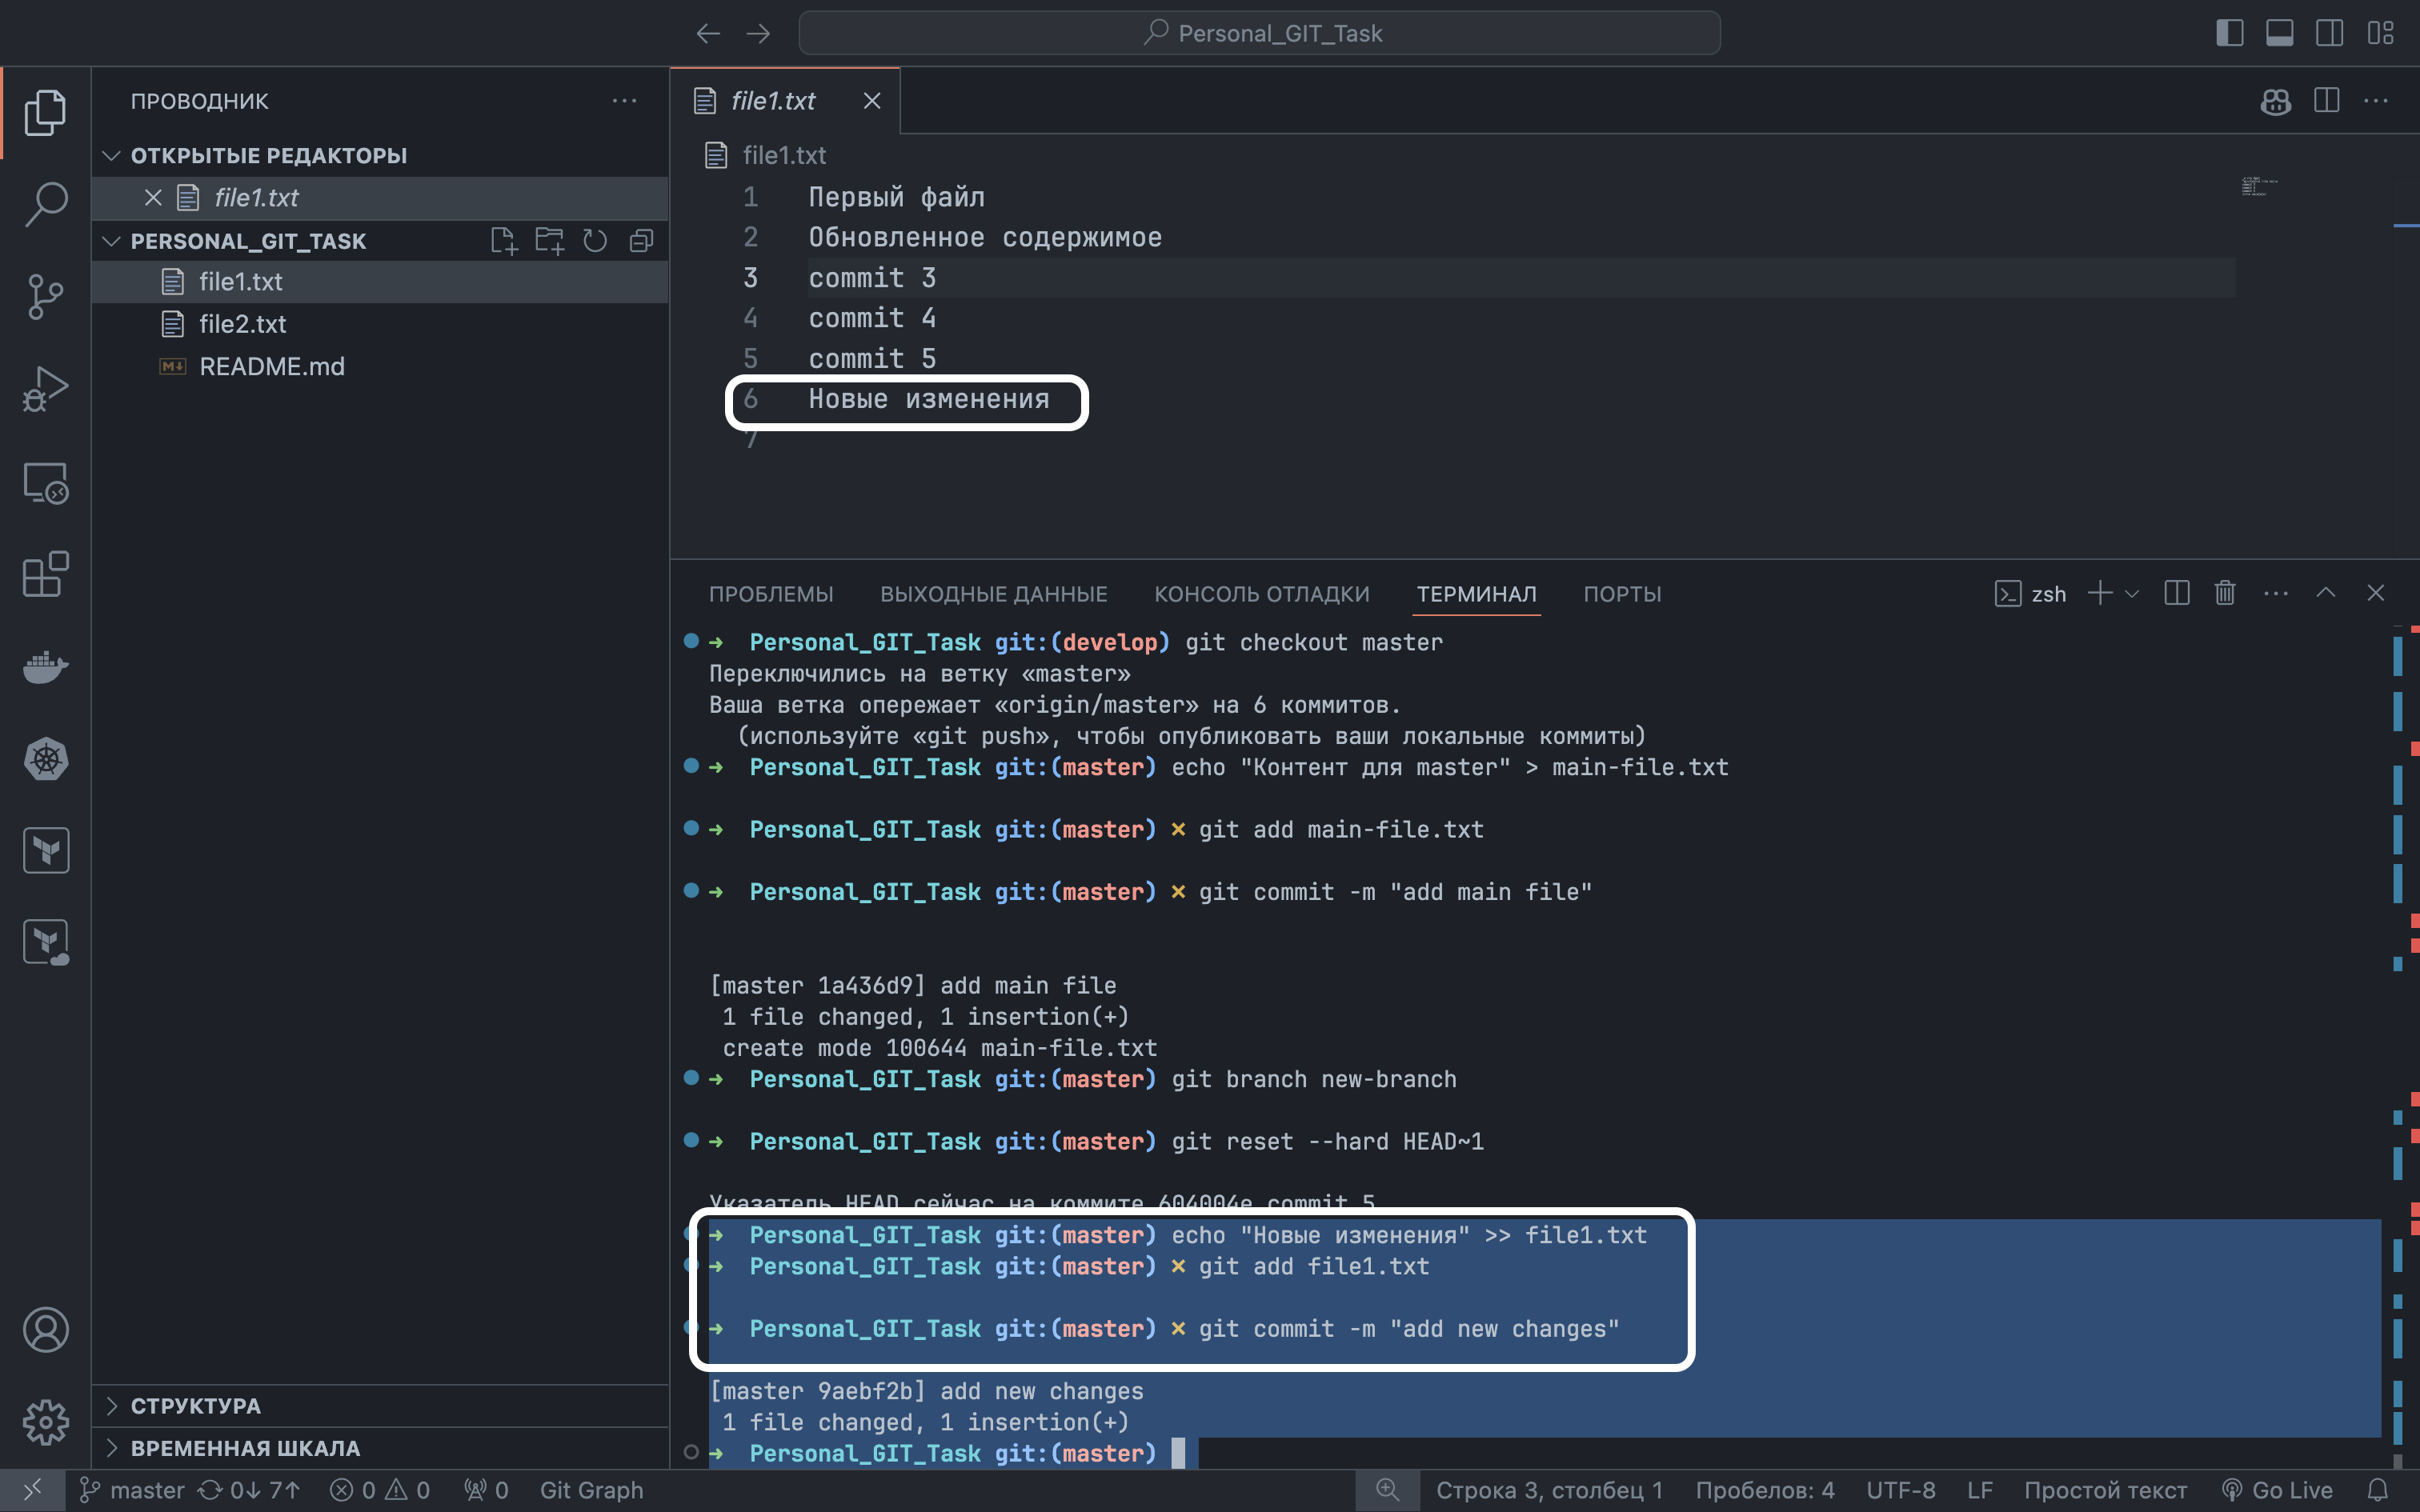 Personal_GIT_Task
ПРОВОДНИК
ОТКРЫТЫЕ РЕДАКТОРЫ
file1.txt
PERSONAL_GIT_TASK
file1.txt
file2.txt
README.md
СТРУКТУРА
ВРЕМЕННАЯ ШКАЛА
file1.txt
file1.txt
1 Первый файл
2 Обновленное содержимое
3 commit 3
4 commit 4
5 commit 5
6 Новые изменения
7
ПРОБЛЕМЫ ВЫХОДНЫЕ ДАННЫЕ КОНСОЛЬ ОТЛАДКИ ТЕРМИНАЛ ПОРТЫ zsh
➜ Personal_GIT_Task git:(develop) git checkout master
Переключились на ветку «master»
Ваша ветка опережает «origin/master» на 6 коммитов.
(используйте «git push», чтобы опубликовать ваши локальные коммиты)
➜ Personal_GIT_Task git:(master) echo "Контент для master" > main-file.txt
➜ Personal_GIT_Task git:(master) ✗ git add main-file.txt
➜ Personal_GIT_Task git:(master) ✗ git commit -m "add main file"
[master 1a436d9] add main file
1 file changed, 1 insertion(+)
create mode 100644 main-file.txt
➜ Personal_GIT_Task git:(master) git branch new-branch
➜ Personal_GIT_Task git:(master) git reset --hard HEAD~1
Указатель HEAD сейчас на коммите 604004e commit 5
➜ Personal_GIT_Task git:(master) echo "Новые изменения" >> file1.txt
➜ Personal_GIT_Task git:(master) ✗ git add file1.txt
➜ Personal_GIT_Task git:(master) ✗ git commit -m "add new changes"
[master 9aebf2b] add new changes
1 file changed, 1 insertion(+)
➜ Personal_GIT_Task git:(master)
master 0↓ 7↑ 0 0 0 Git Graph Строка 3, столбец 1 Пробелов: 4 UTF-8 LF Простой текст Go Live